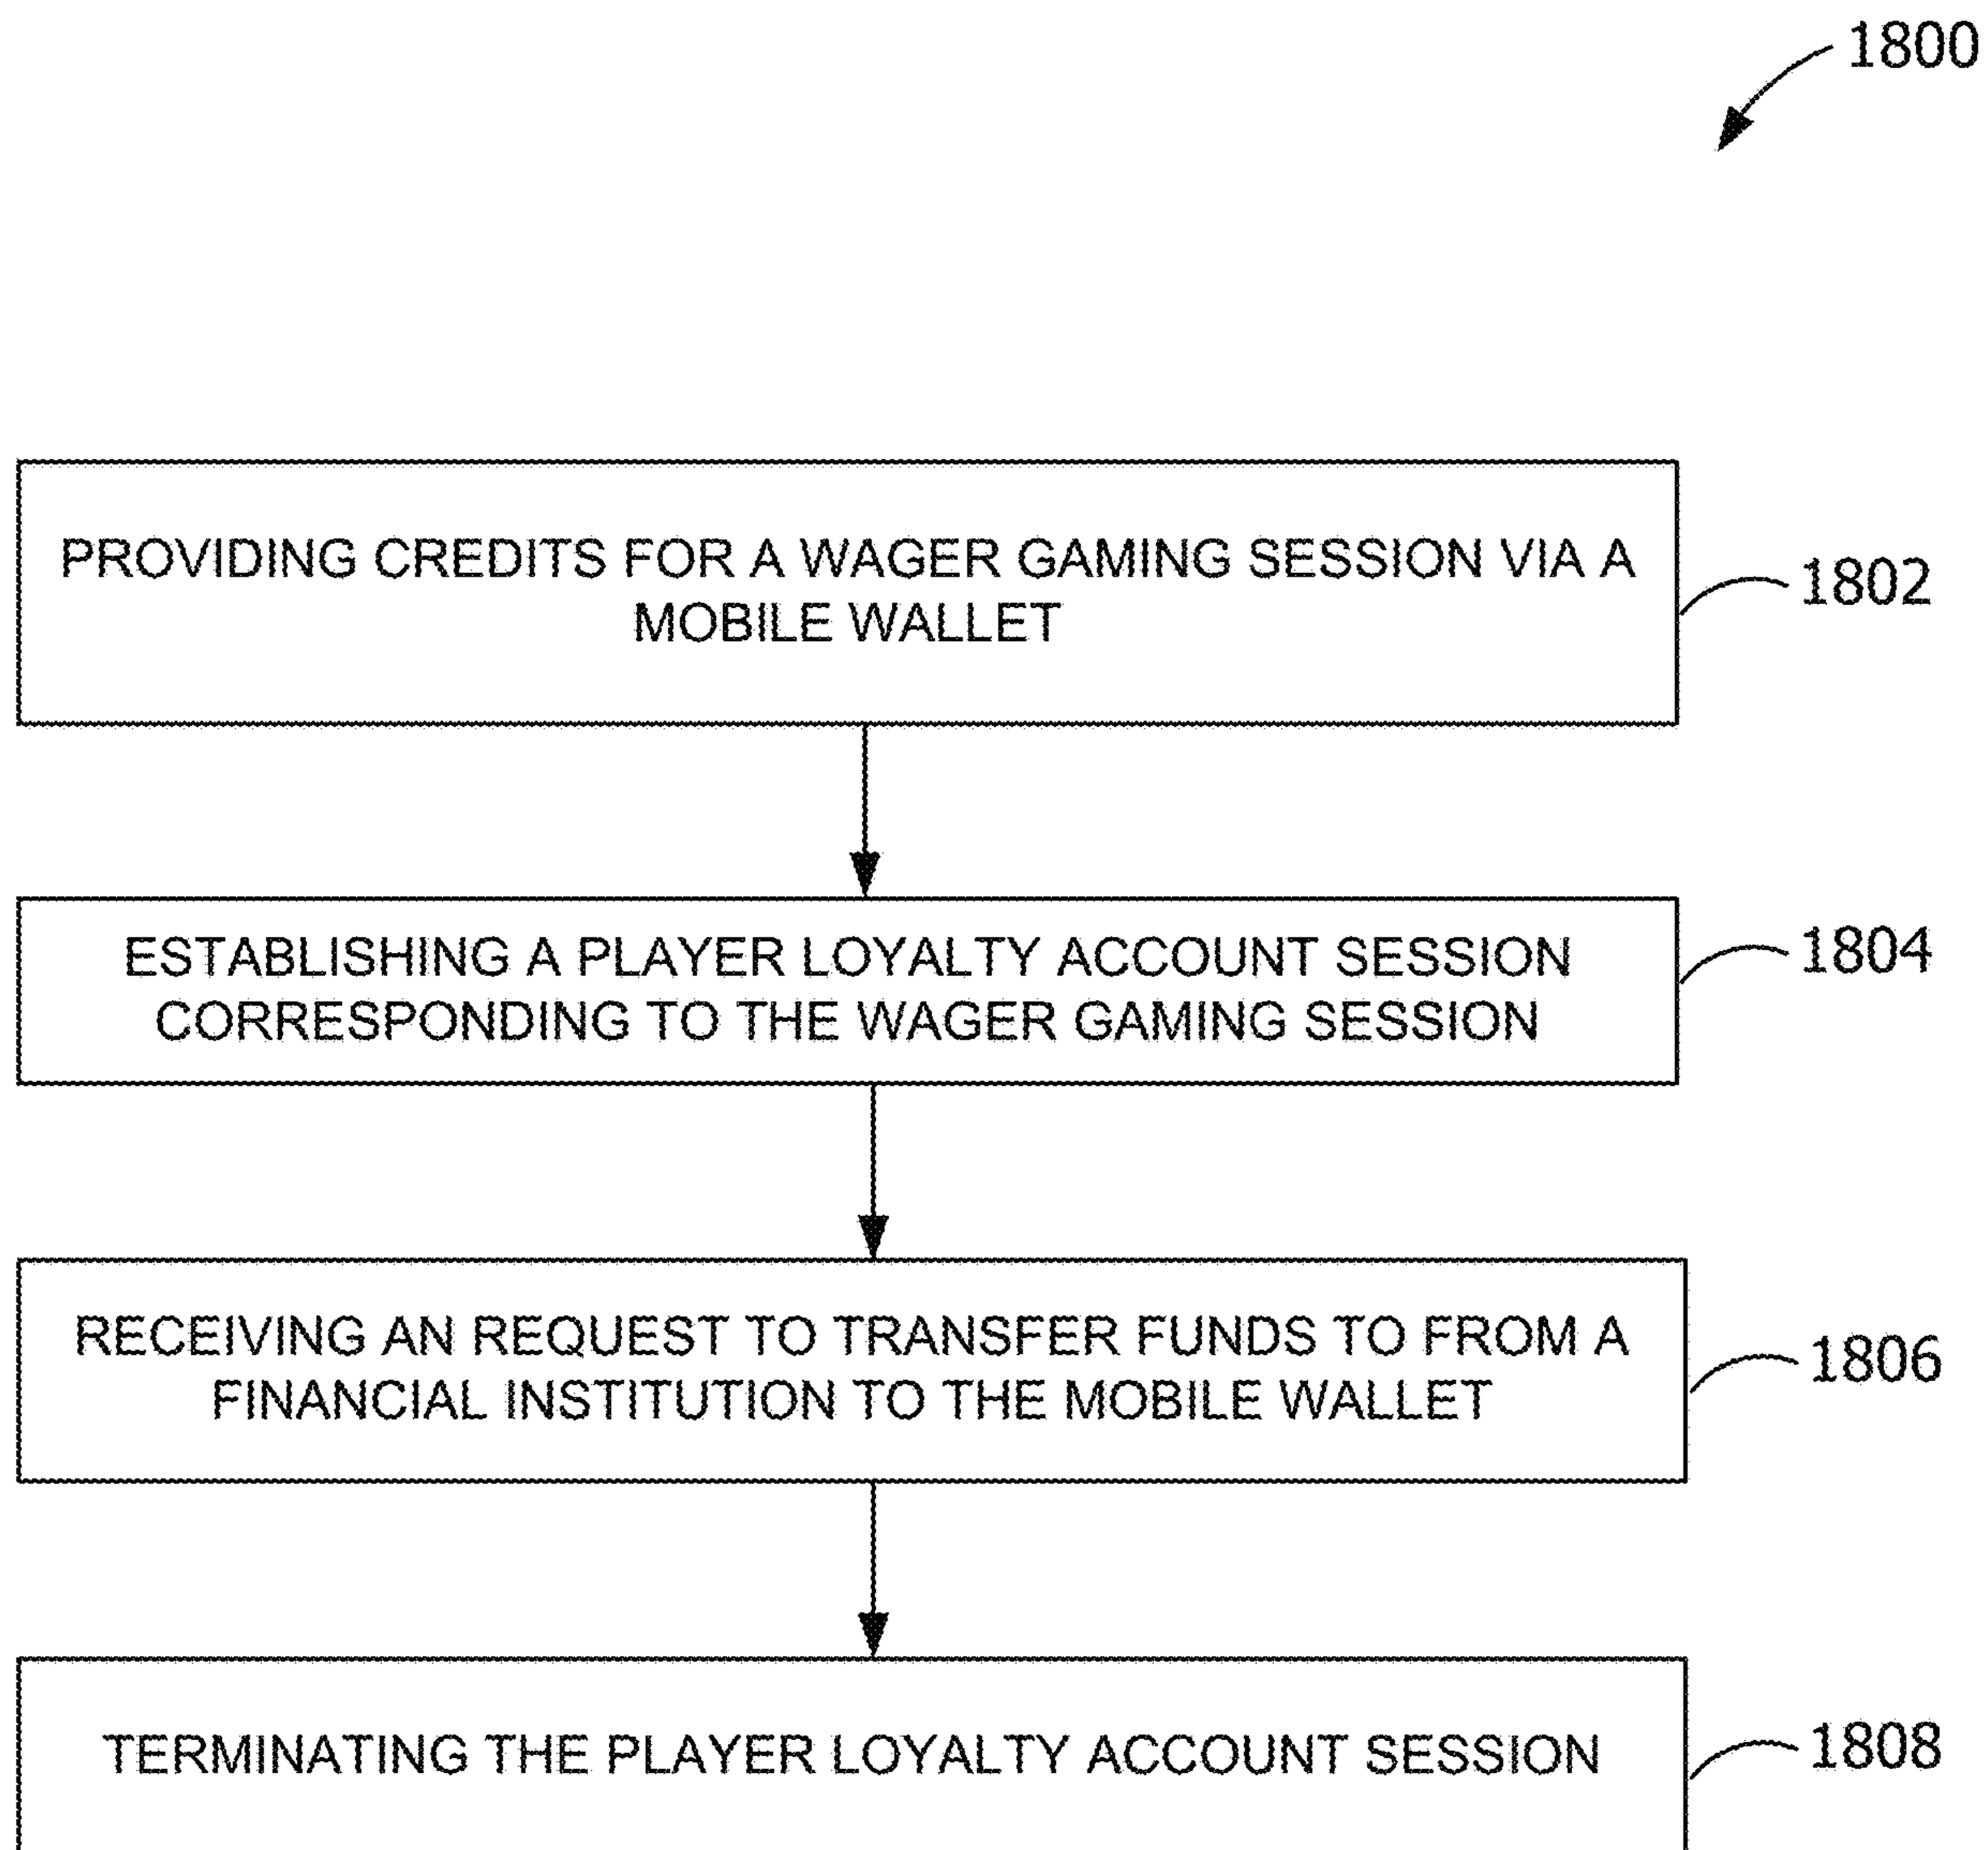 1800
PROVIDING CREDITS FOR A WAGER GAMING SESSION VIA A
MOBILE WALLET
1802
ESTABLISHING A PLAYER LOYALTY ACCOUNT SESSION
CORRESPONDING TO THE WAGER GAMING SESSION
1804
RECEIVING AN REQUEST TO TRANSFER FUNDS TO FROM A
FINANCIAL INSTITUTION TO THE MOBILE WALLET
1806
TERMINATING THE PLAYER LOYALTY ACCOUNT SESSION
1808